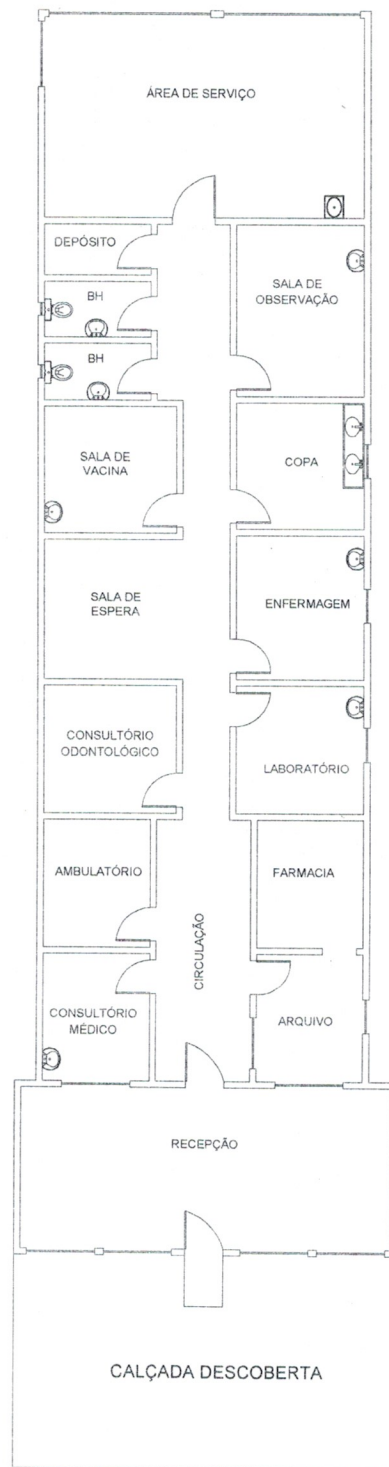 ÁREA DE SERVIÇO
DEPÓSITO
BH
SALA DE
OBSERVAÇÃO
BH
SALA DE
VACINA
COPA
SALA DE
ESPERA
ENFERMAGEM
CONSULTÓRIO
ODONTOLÓGICO
LABORATÓRIO
AMBULATÓRIO
FARMACIA
CIRCULAÇÃO
CONSULTÓRIO
MÉDICO
ARQUIVO
RECEPÇÃO
CALÇADA DESCOBERTA